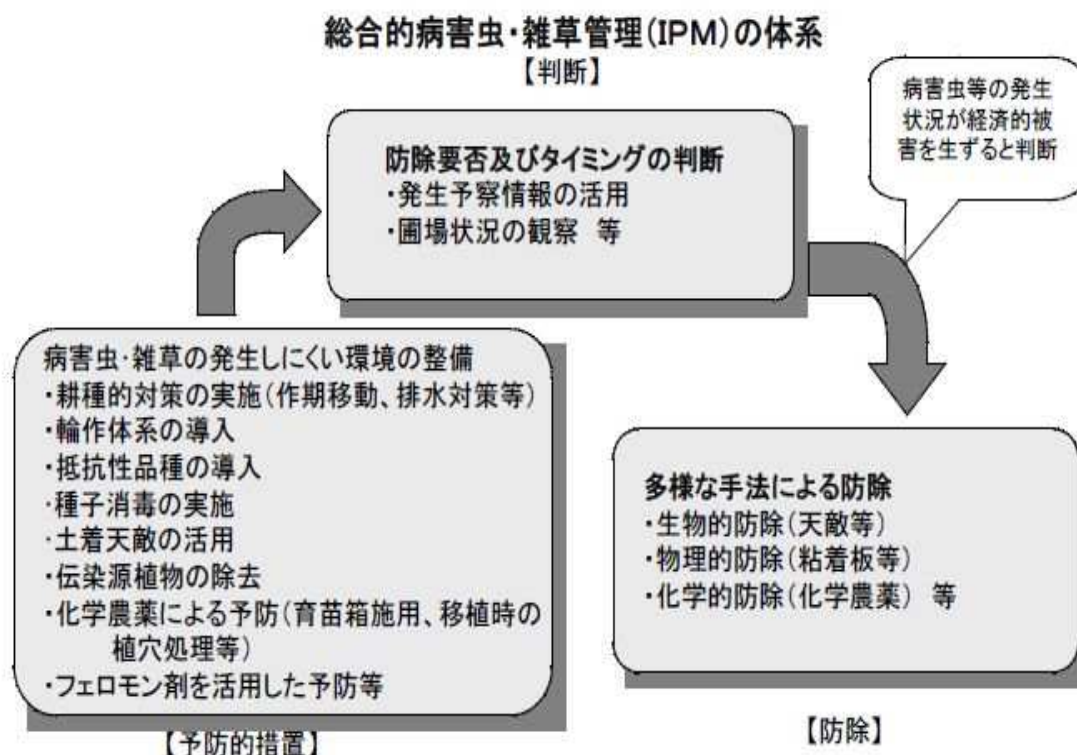 総合的病害虫・雑草管理(IPM)の体系
【判断】
病害虫等の発生
状況が経済的被
害を生ずると判断
防除要否及びタイミングの判断
・発生予察情報の活用
・圃場状況の観察 等
病害虫・雑草の発生しにくい環境の整備
・耕種的対策の実施(作期移動、排水対策等)
・輪作体系の導入
・抵抗性品種の導入
・種子消毒の実施
・土着天敵の活用
・伝染源植物の除去
・化学農薬による予防(育苗箱施用、移植時の
植穴処理等)
・フェロモン剤を活用した予防等
【予防的措置】
多様な手法による防除
・生物的防除(天敵等)
・物理的防除(粘着板等)
・化学的防除(化学農薬) 等
【防除】